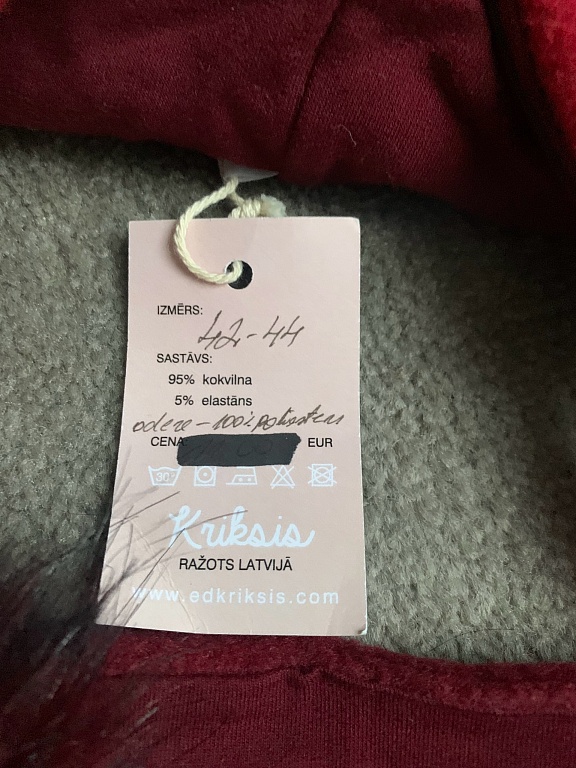 IZMĒRS:
42-44
SASTĀVS:
95% kokvilna
5% elastāns
odere - 100% poliesters
CENA EUR
30°
Kriksis
RAŽOTS LATVIJĀ
www.edkriksis.com